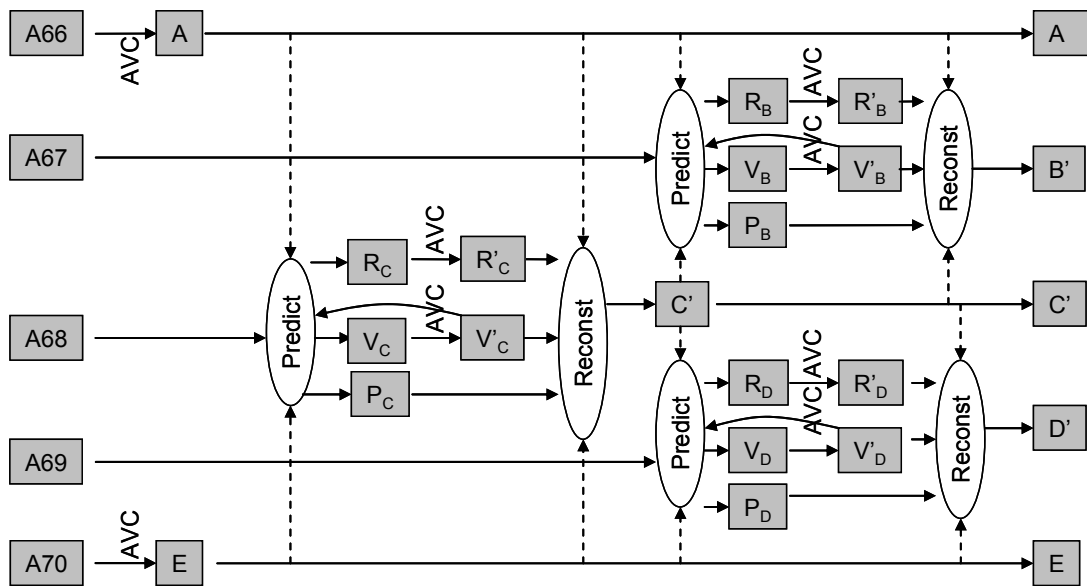 A66
AVC
A
A
Predict
R_B
AVC
R'_B
Reconst
A67
V_B
AVC
V'_B
B'
P_B
Predict
R_C
AVC
R'_C
Reconst
C'
C'
A68
V_C
AVC
V'_C
P_C
Predict
R_D
AVC
R'_D
Reconst
A69
V_D
AVC
V'_D
D'
P_D
A70
AVC
E
E